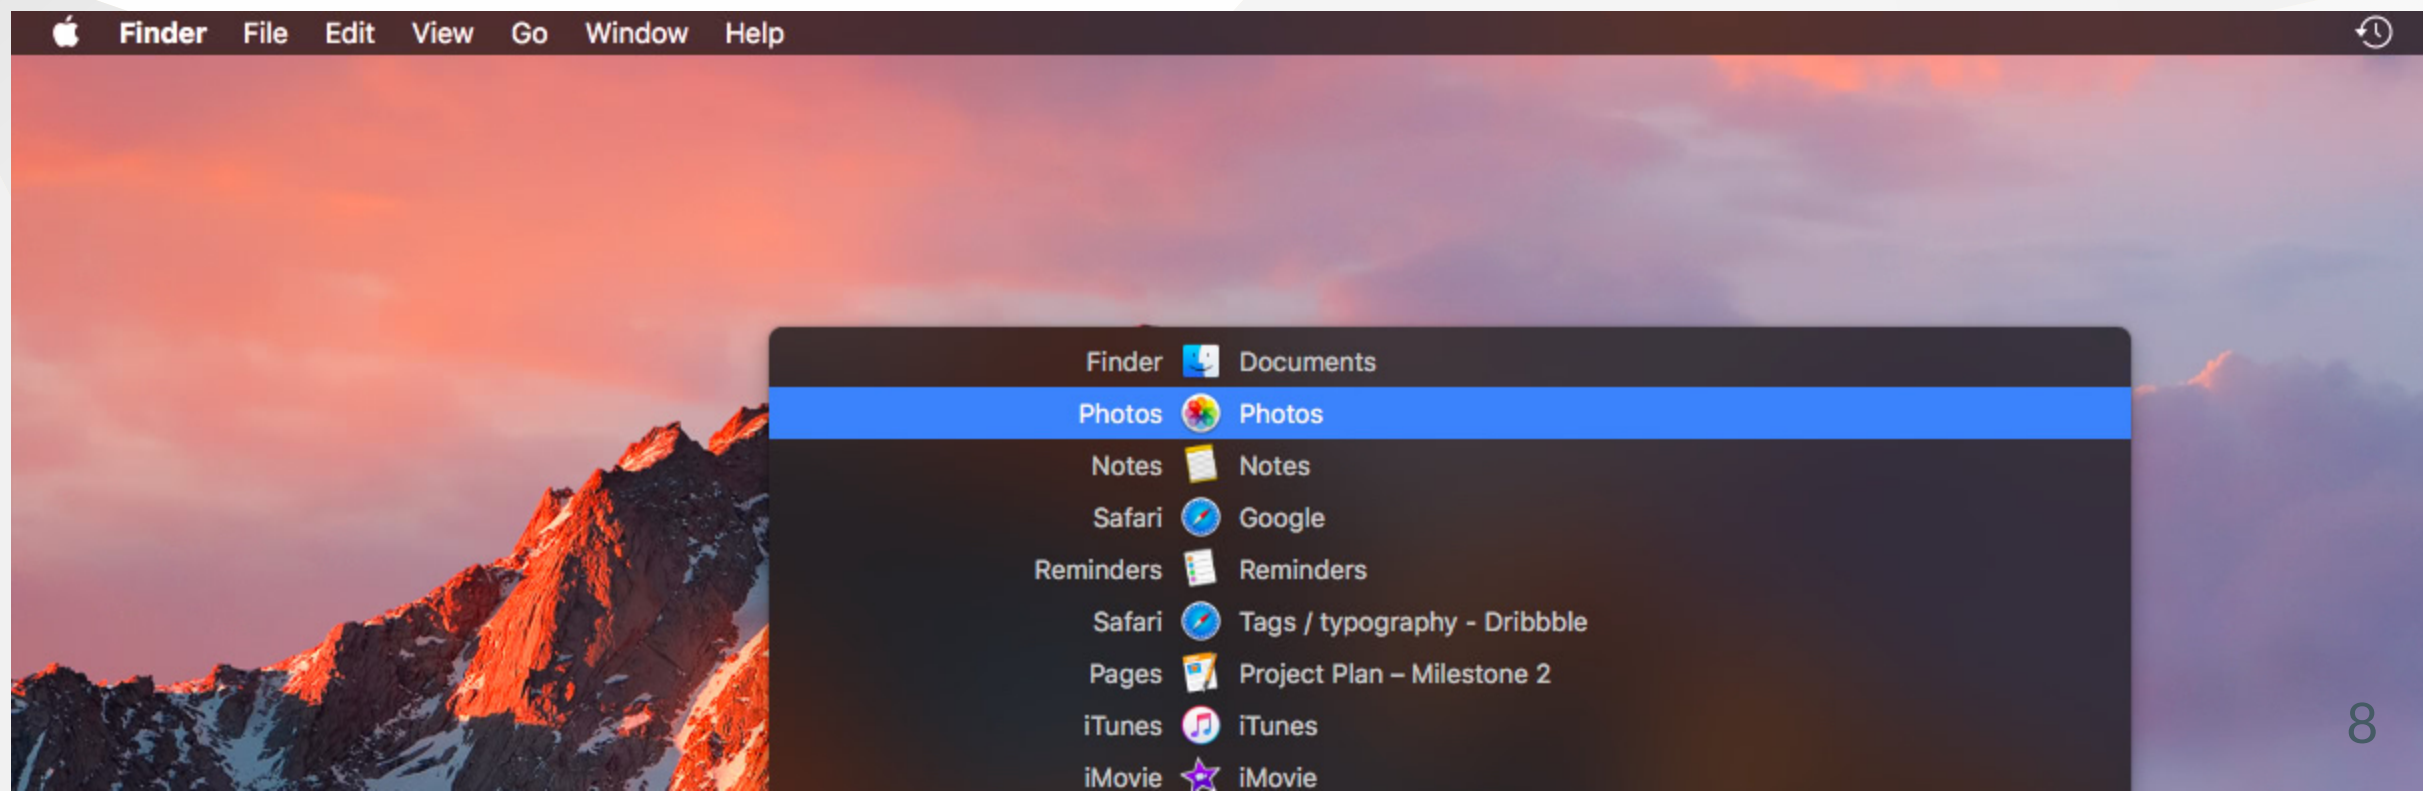 Finder File Edit View Go Window Help
Finder Documents
Photos Photos
Notes Notes
Safari Google
Reminders Reminders
Safari Tags / typography - Dribbble
Pages Project Plan – Milestone 2
iTunes iTunes
iMovie iMovie
8